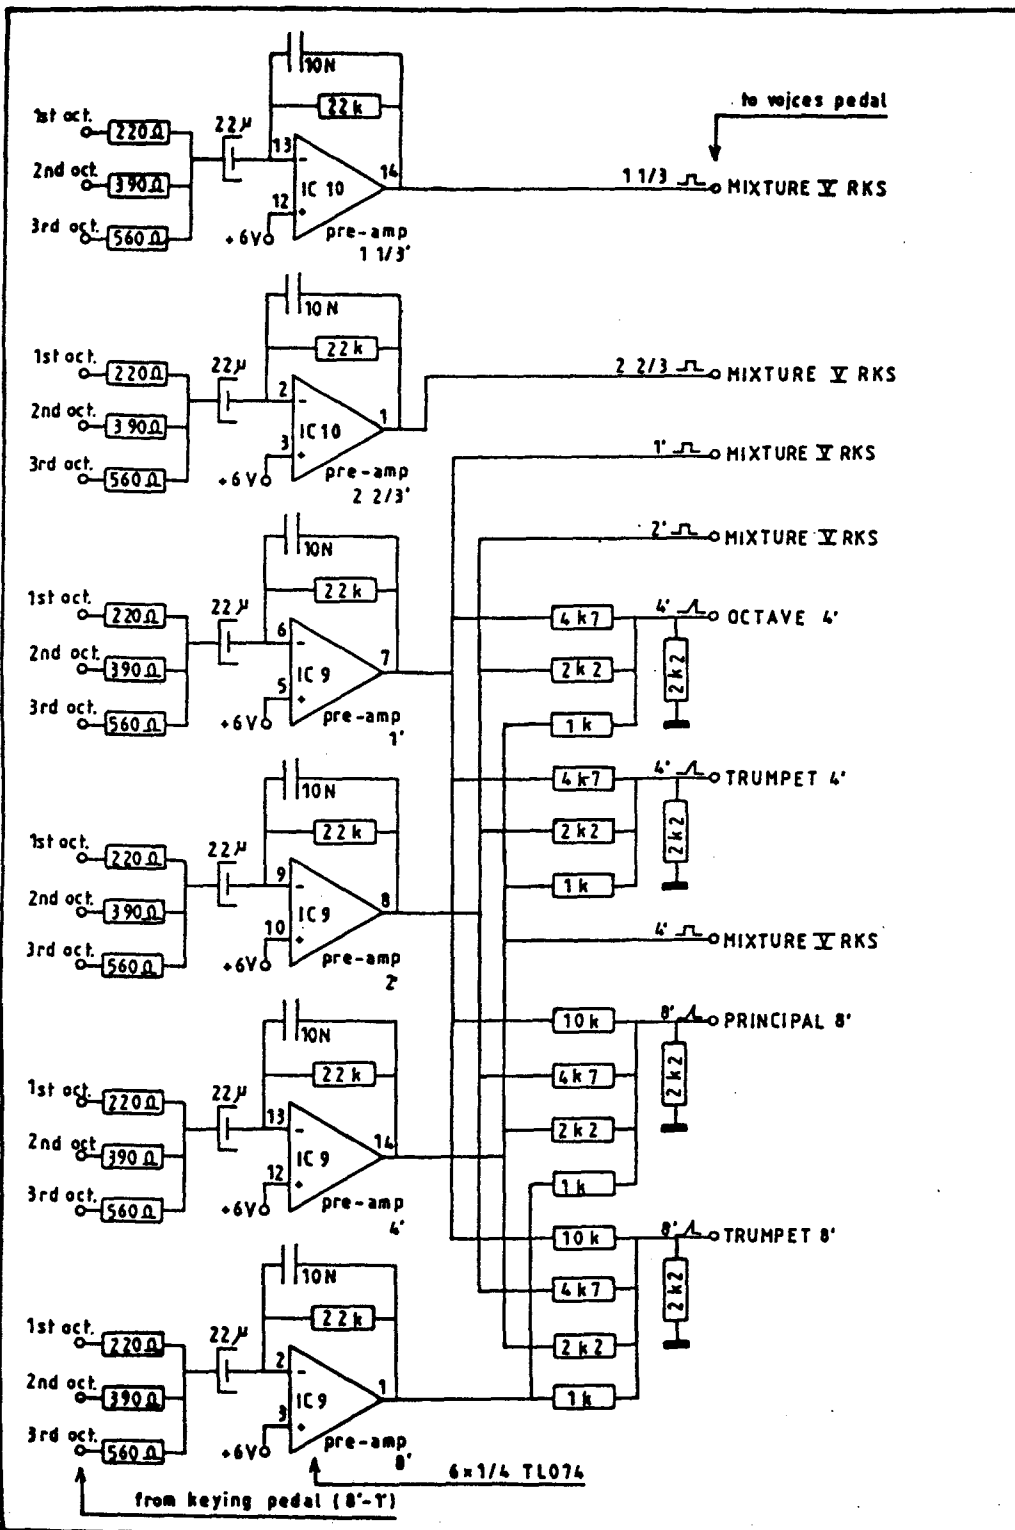 10N
22k
to vojces pedal
1st oct.
220Ω
22µ
2nd oct.
390Ω
13
-
IC 10
14
3rd oct.
560Ω
12
+
+6V
pre-amp
1 1/3'
1 1/3
MIXTURE V RKS
10N
22k
1st oct.
220Ω
22µ
2nd oct.
390Ω
2
-
IC 10
1
3rd oct.
560Ω
3
+
+6V
pre-amp
2 2/3'
2 2/3
MIXTURE V RKS
1'
MIXTURE V RKS
2'
MIXTURE V RKS
10N
22k
1st oct.
220Ω
22µ
2nd oct.
390Ω
6
-
IC 9
7
3rd oct.
560Ω
5
+
+6V
pre-amp
1'
4k7
4'
OCTAVE 4'
2k2
2k2
1k
10N
22k
1st oct.
220Ω
22µ
2nd oct.
390Ω
9
-
IC 9
8
3rd oct.
560Ω
10
+
+6V
pre-amp
2'
4k7
4'
TRUMPET 4'
2k2
2k2
1k
4'
MIXTURE V RKS
10N
22k
1st oct.
220Ω
22µ
2nd oct
390Ω
13
-
IC 9
14
3rd oct.
560Ω
12
+
+6V
pre-amp
4'
10k
8'
PRINCIPAL 8'
4k7
2k2
2k2
1k
10N
22k
1st oct.
220Ω
22µ
2nd oct.
390Ω
2
-
IC 9
1
3rd oct.
560Ω
3
+
+6V
pre-amp
8'
10k
8'
TRUMPET 8'
4k7
2k2
2k2
1k
6×1/4 TL074
from keying pedal (8'-1')